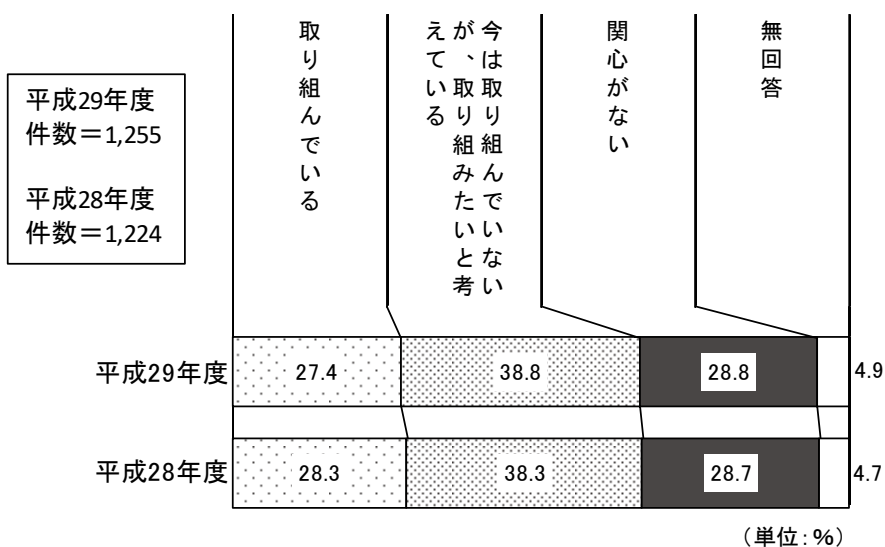 平成29年度
件数＝1,255
平成28年度
件数＝1,224
取り組んでいる
今は取り組んでいない
が、取り組みたいと考
えている
関心がない
無回答
平成29年度 27.4 38.8 28.8 4.9
平成28年度 28.3 38.3 28.7 4.7
（単位：%）